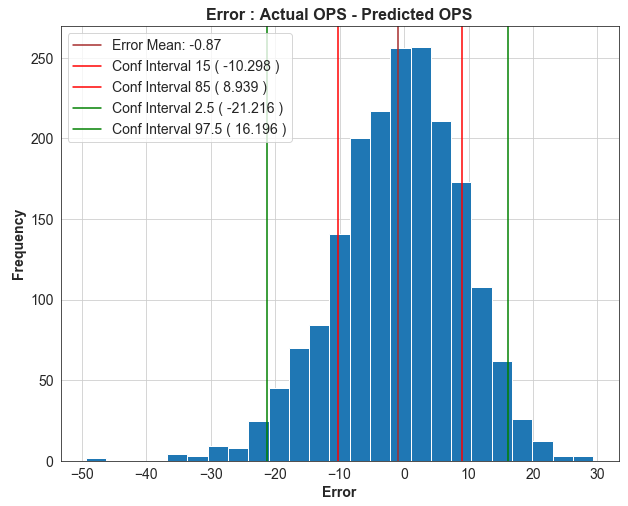 Error : Actual OPS - Predicted OPS
Error Mean: -0.87
Conf Interval 15 ( -10.298 )
Conf Interval 85 ( 8.939 )
Conf Interval 2.5 ( -21.216 )
Conf Interval 97.5 ( 16.196 )
250
200
150
100
50
0
Frequency
−50 −40 −30 −20 −10 0 10 20 30
Error